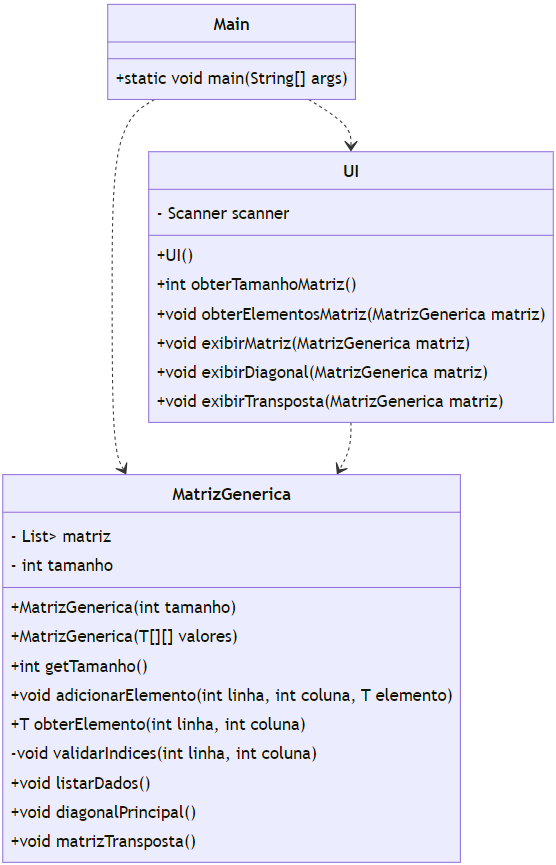 Main
+static void main(String[] args)
UI
- Scanner scanner
+UI()
+int obterTamanhoMatriz()
+void obterElementosMatriz(MatrizGenerica matriz)
+void exibirMatriz(MatrizGenerica matriz)
+void exibirDiagonal(MatrizGenerica matriz)
+void exibirTransposta(MatrizGenerica matriz)
MatrizGenerica
- List> matriz
- int tamanho
+MatrizGenerica(int tamanho)
+MatrizGenerica(T[][] valores)
+int getTamanho()
+void adicionarElemento(int linha, int coluna, T elemento)
+T obterElemento(int linha, int coluna)
-void validarIndices(int linha, int coluna)
+void listarDados()
+void diagonalPrincipal()
+void matrizTransposta()